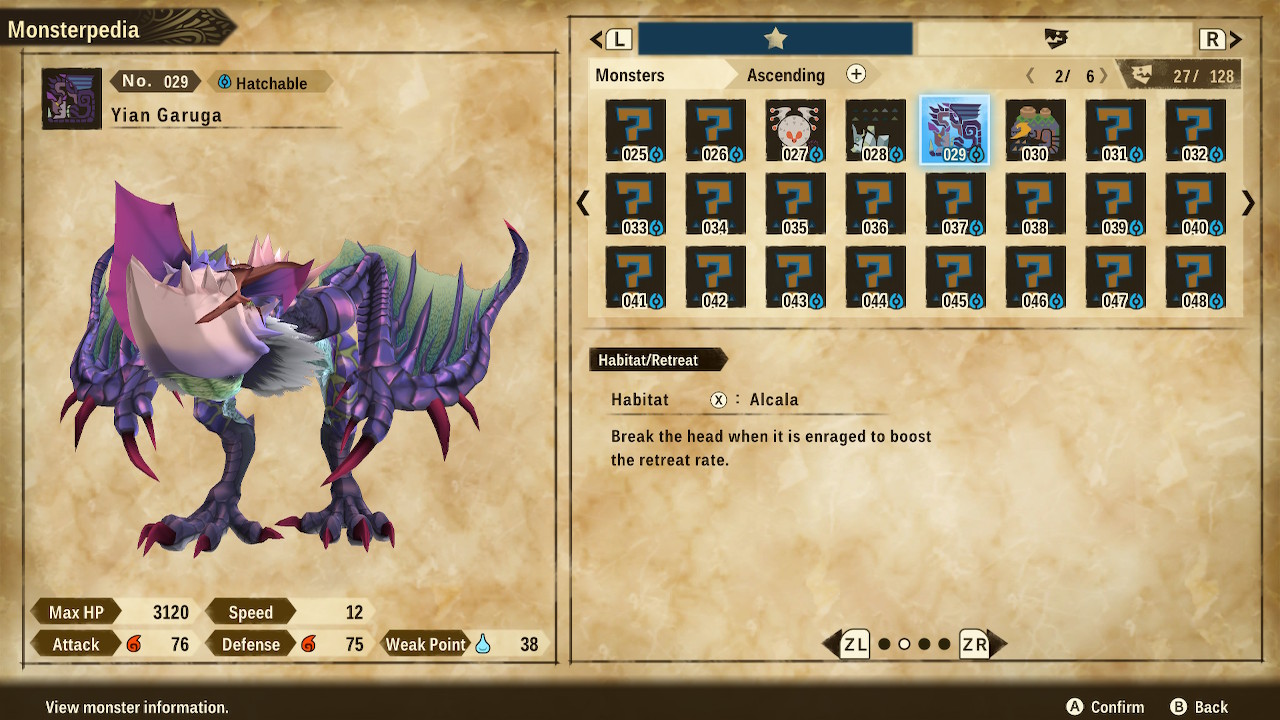 Monsterpedia
No. 029
Hatchable
Yian Garuga
Max HP 3120
Speed 12
Attack 76
Defense 75
Weak Point 38
L
R
Monsters
Ascending
2/ 6
27/ 128
025 026 027 028 029 030 031 032
033 034 035 036 037 038 039 040
041 042 043 044 045 046 047 048
Habitat/Retreat
Habitat X : Alcala
Break the head when it is enraged to boost
the retreat rate.
ZL ZR
View monster information.
A Confirm B Back